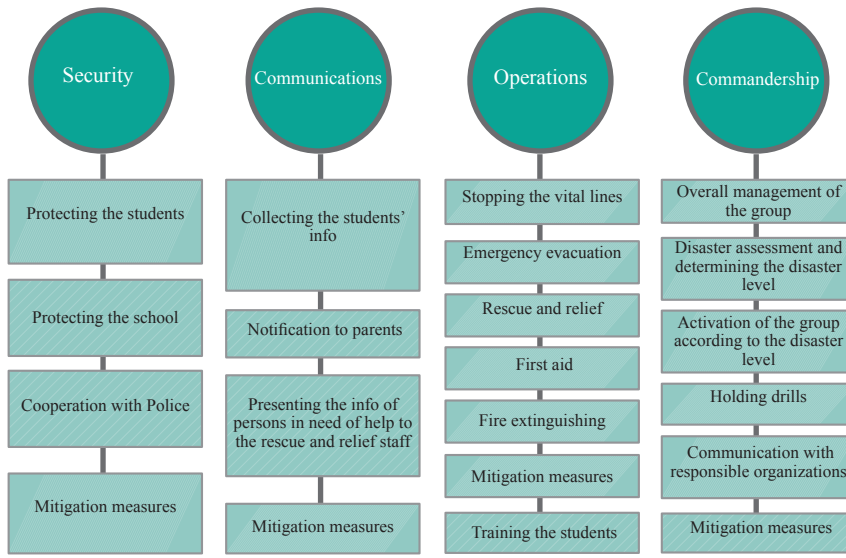 Security
Protecting the students
Protecting the school
Cooperation with Police
Mitigation measures
Communications
Collecting the students’
info
Notification to parents
Presenting the info of
persons in need of help to
the rescue and relief staff
Mitigation measures
Operations
Stopping the vital lines
Emergency evacuation
Rescue and relief
First aid
Fire extinguishing
Mitigation measures
Training the students
Commandership
Overall management of
the group
Disaster assessment and
determining the disaster
level
Activation of the group
according to the disaster
level
Holding drills
Communication with
responsible organizations
Mitigation measures